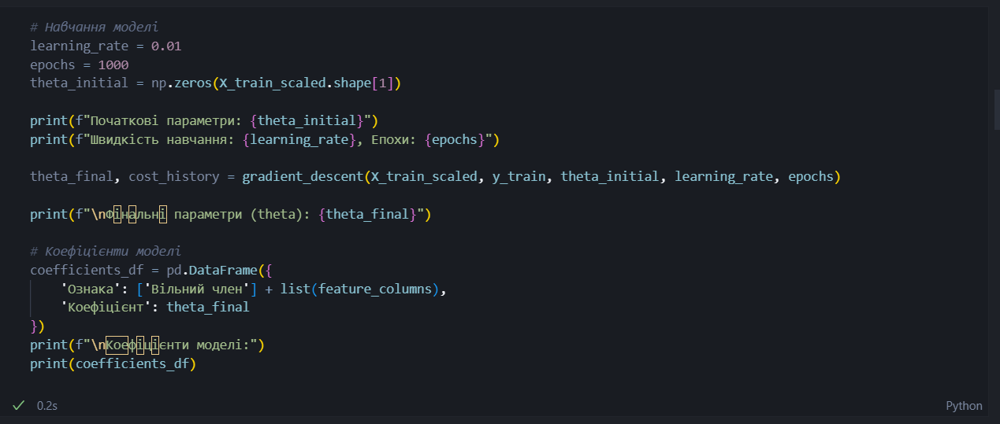 # Навчання моделі
learning_rate = 0.01
epochs = 1000
theta_initial = np.zeros(X_train_scaled.shape[1])
print(f"Початкові параметри: {theta_initial}")
print(f"Швидкість навчання: {learning_rate}, Епохи: {epochs}")
theta_final, cost_history = gradient_descent(X_train_scaled, y_train, theta_initial, learning_rate, epochs)
print(f"\nФінальні параметри (theta): {theta_final}")
# Коефіцієнти моделі
coefficients_df = pd.DataFrame({
    'Ознака': ['Вільний член'] + list(feature_columns),
    'Коефіцієнт': theta_final
})
print(f"\nКоефіцієнти моделі:")
print(coefficients_df)
0.2s
Python